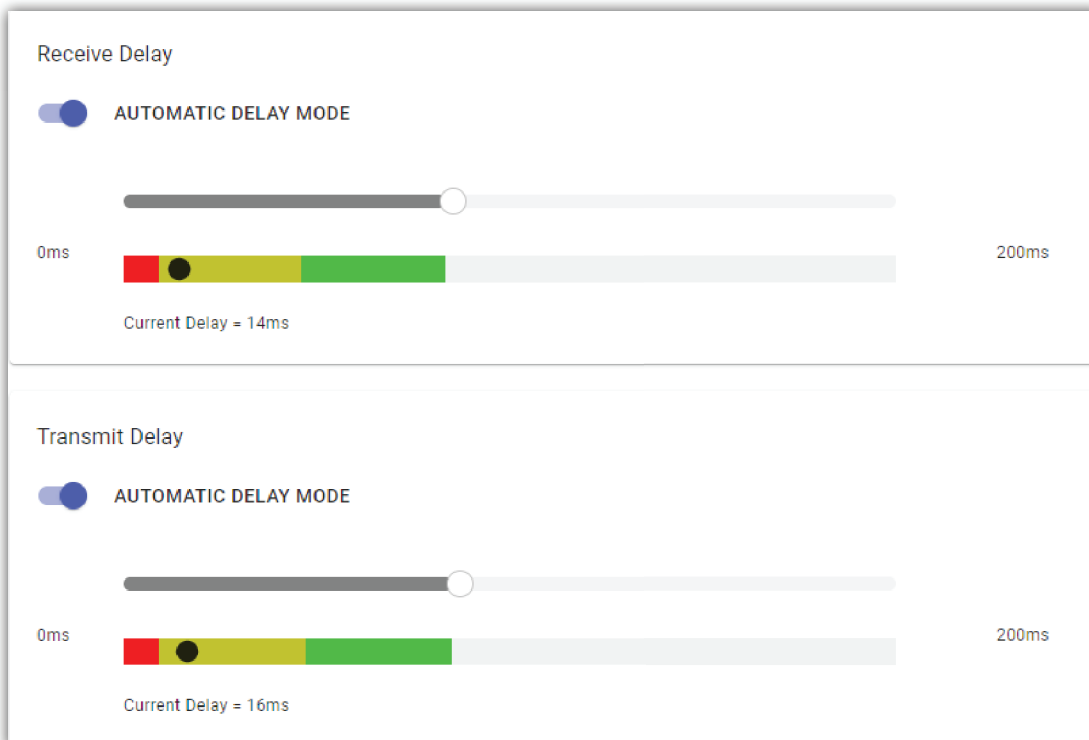 Receive Delay
AUTOMATIC DELAY MODE
0ms
200ms
Current Delay = 14ms
Transmit Delay
AUTOMATIC DELAY MODE
0ms
200ms
Current Delay = 16ms